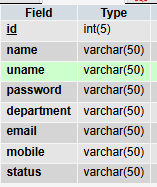 Field Type
id int(5)
name varchar(50)
uname varchar(50)
password varchar(50)
department varchar(50)
email varchar(50)
mobile varchar(50)
status varchar(50)